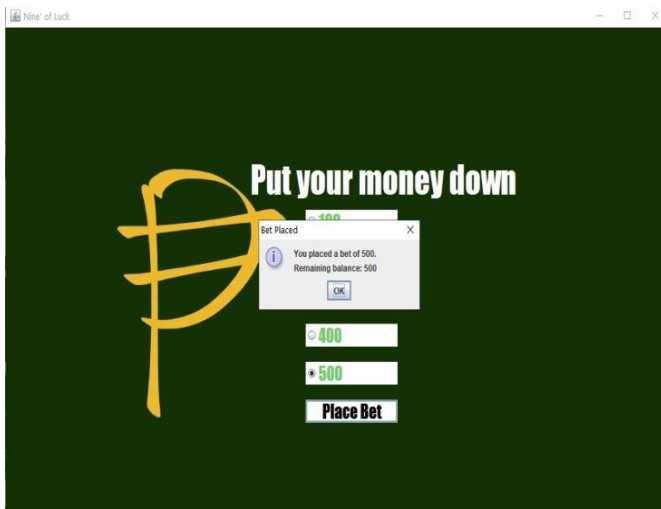 Nine' of Luck
Put your money down
100
Bet Placed
You placed a bet of 500.
Remaining balance: 500
OK
400
500
Place Bet